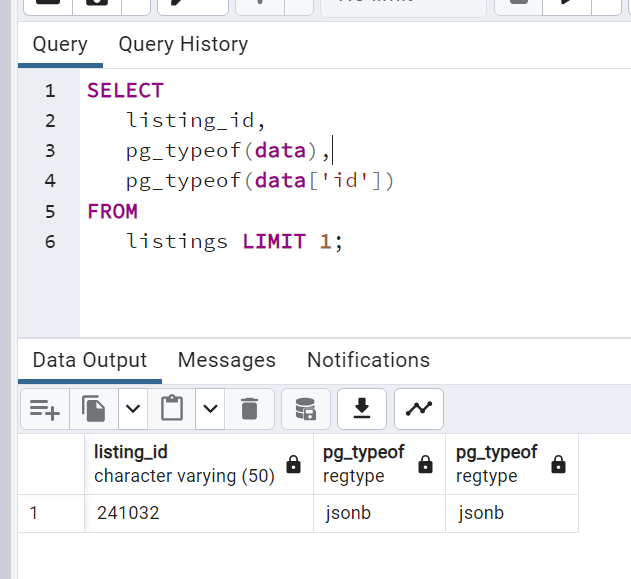 Query Query History
1 SELECT
2 listing_id,
3 pg_typeof(data),
4 pg_typeof(data['id'])
5 FROM
6 listings LIMIT 1;
Data Output Messages Notifications
listing_id pg_typeof pg_typeof
character varying (50) regtype regtype
1 241032 jsonb jsonb